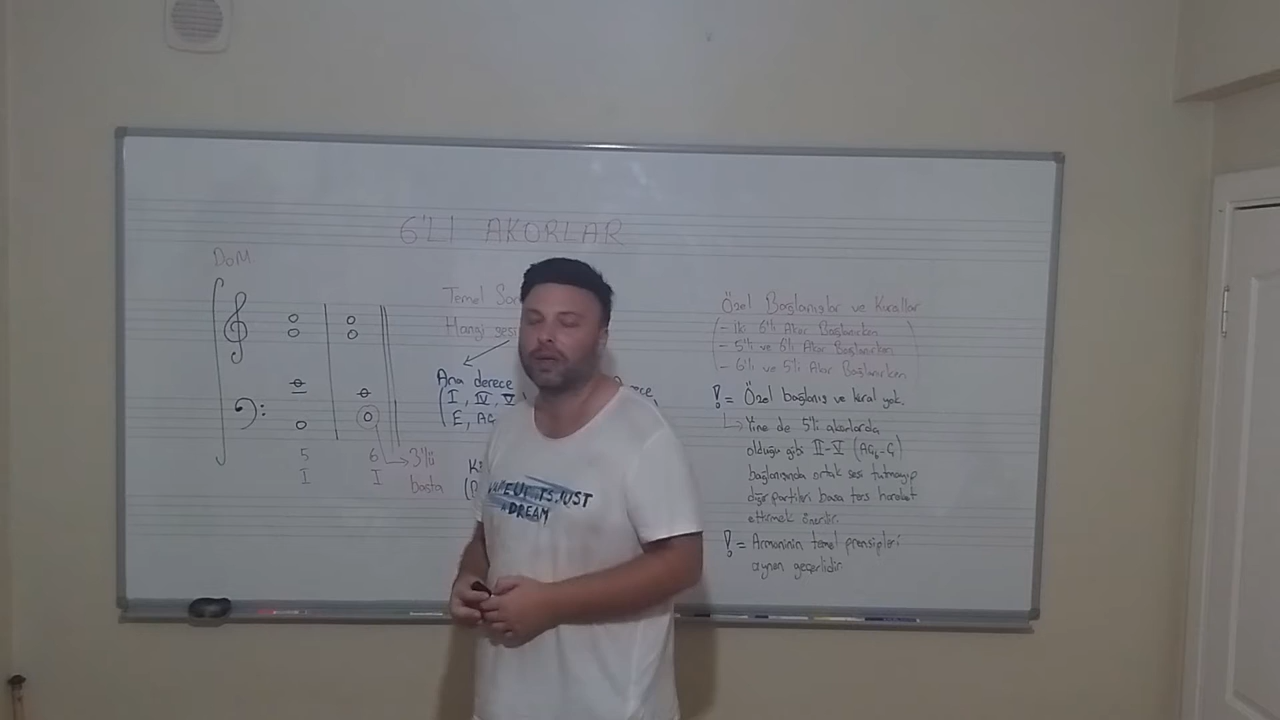 6'LI AKORLAR
DoM
5
I
6
I
3'lü
basta
Temel
Hangi
Ana derece
(I, IV, V
Özel Bağlanışlar ve Kurallar
- İki 6'lı Akor Bağlanırken
- 5'li ve 6'lı Akor Bağlanırken
- 6'lı ve 5'li Akor Bağlanırken
! = Özel bağlanış ve kural yok.
Yine de 5'li akorlarda
olduğu gibi II-V (AG6-G)
bağlanışında ortak sesi tutmayıp
diğer partileri basa ters hareket
ettirmek önerilir.
! = Armoninin temel prensipleri
aynen geçerlidir
JUST
A DREAM